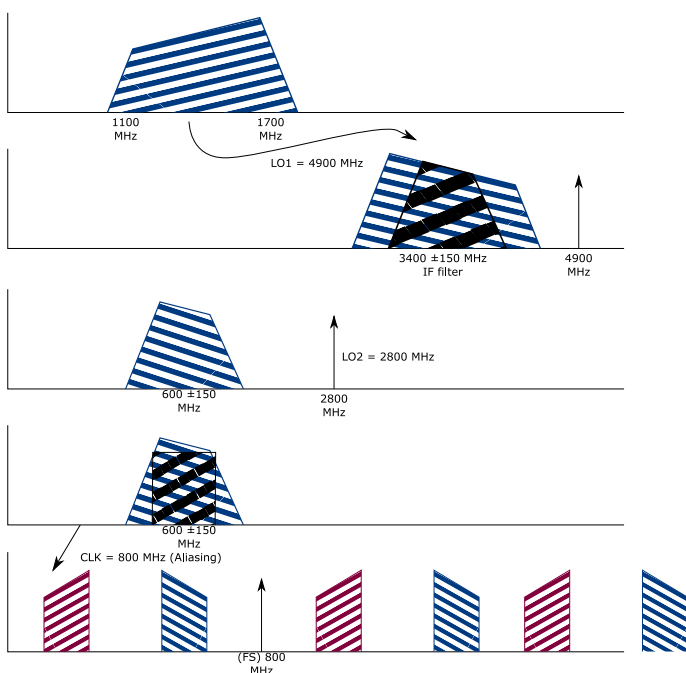 1100
MHz
1700
MHz
LO1 = 4900 MHz
3400 ±150 MHz
IF filter
4900
MHz
LO2 = 2800 MHz
600 ±150
MHz
2800
MHz
600 ±150
MHz
CLK = 800 MHz (Aliasing)
(FS) 800
MHz